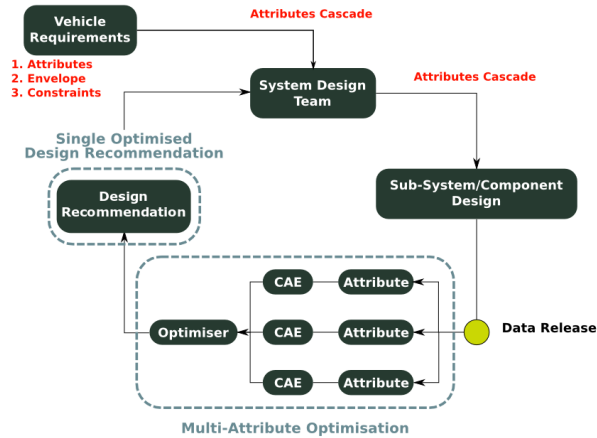 Vehicle
Requirements
Attributes Cascade
1. Attributes
2. Envelope
3. Constraints
System Design
Team
Attributes Cascade
Single Optimised
Design Recommendation
Design
Recommendation
Sub-System/Component
Design
CAE
Attribute
Optimiser
CAE
Attribute
Data Release
CAE
Attribute
Multi-Attribute Optimisation